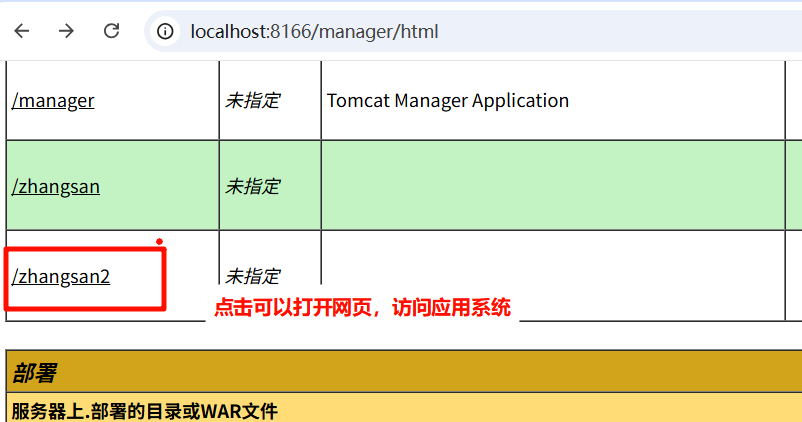 localhost:8166/manager/html
/manager 未指定 Tomcat Manager Application
/zhangsan 未指定
/zhangsan2 未指定
点击可以打开网页，访问应用系统
部署
服务器上.部署的目录或WAR文件